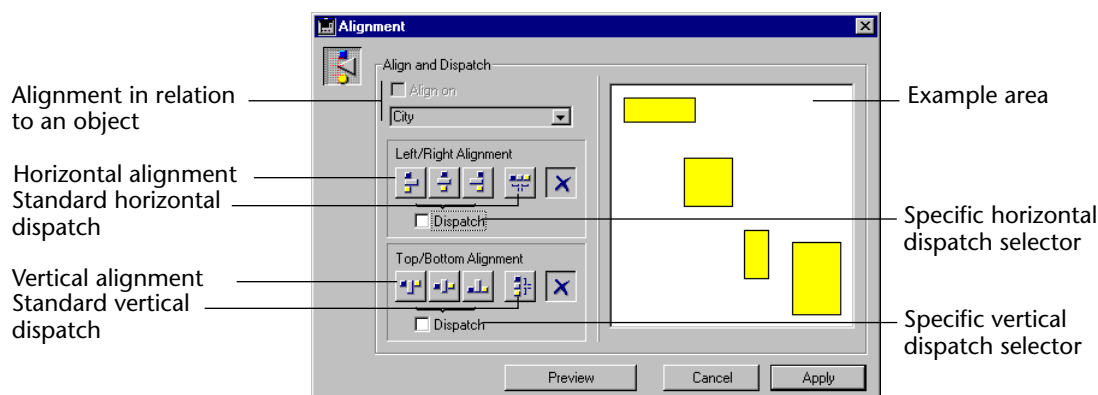 Alignment
Align and Dispatch
Align on
City
Left/Right Alignment
Dispatch
Top/Bottom Alignment
Dispatch
Preview
Cancel
Apply
Alignment in relation
to an object
Horizontal alignment
Standard horizontal
dispatch
Vertical alignment
Standard vertical
dispatch
Example area
Specific horizontal
dispatch selector
Specific vertical
dispatch selector